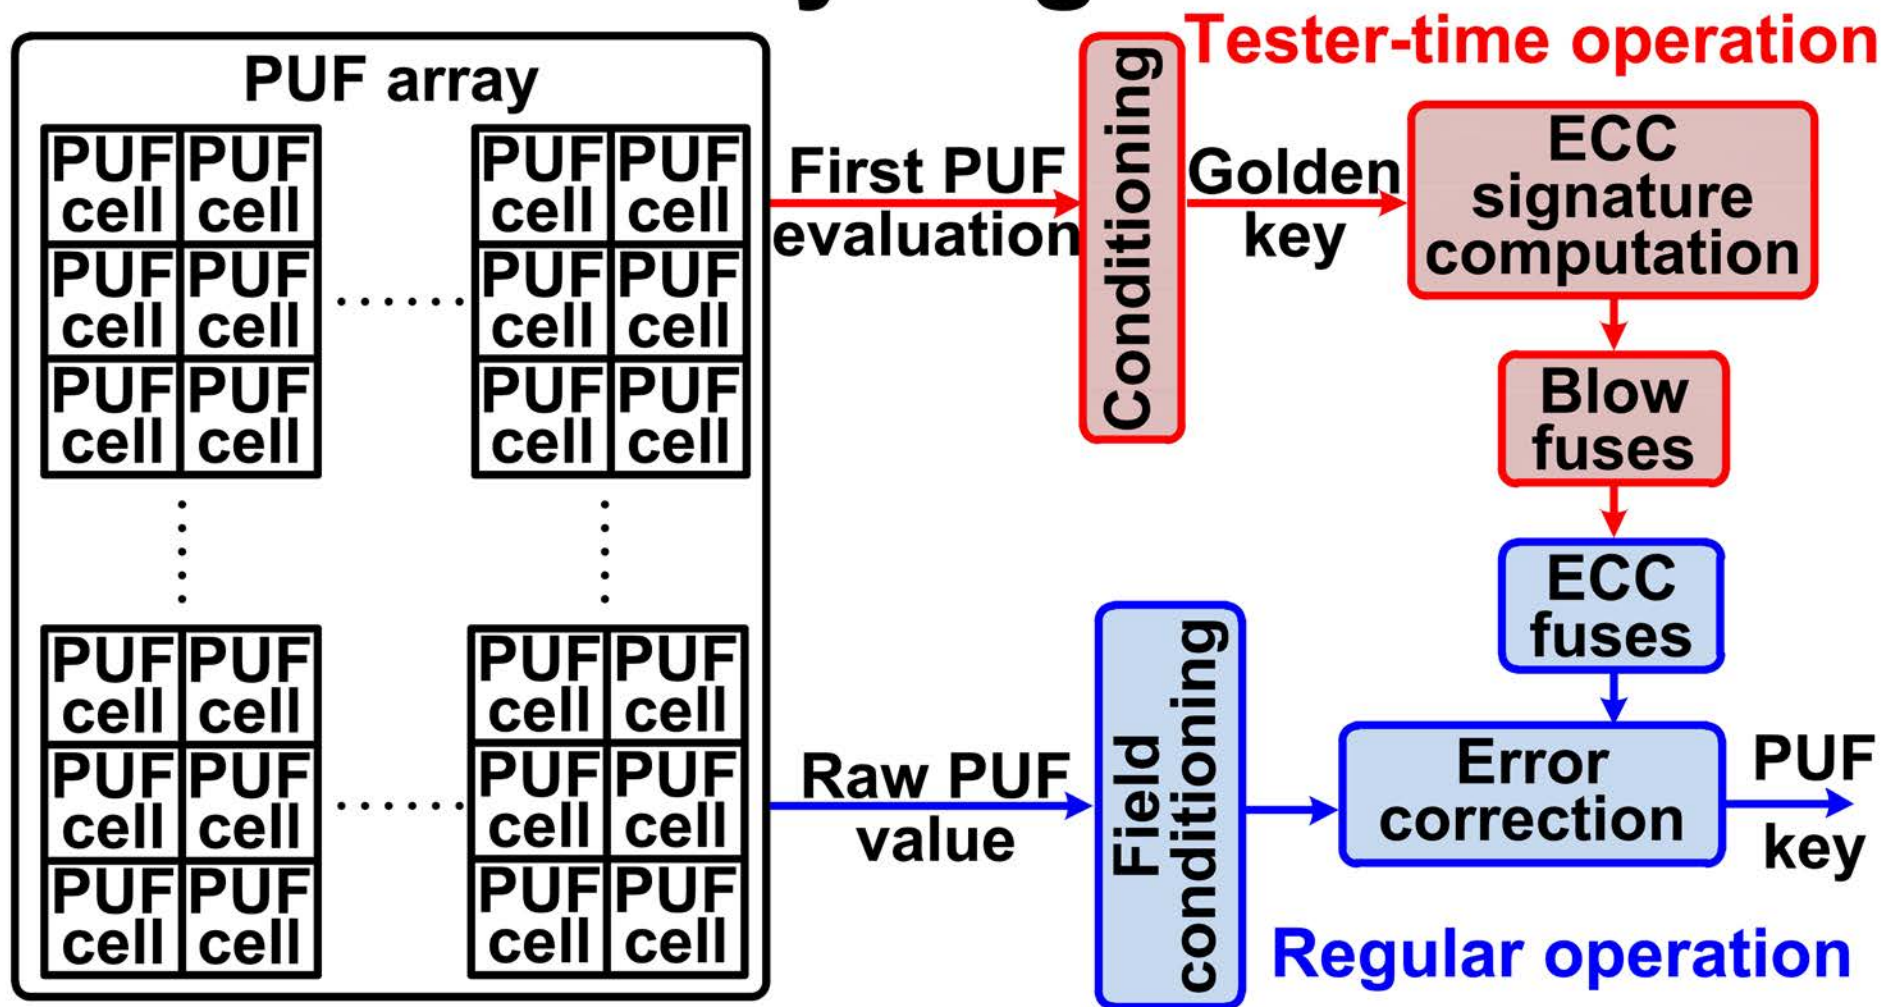 Tester-time operation
PUF array
PUF PUF PUF PUF
cell cell cell cell
PUF PUF PUF PUF
cell cell cell cell
PUF PUF PUF PUF
cell cell cell cell
PUF PUF PUF PUF
cell cell cell cell
PUF PUF PUF PUF
cell cell cell cell
PUF PUF PUF PUF
cell cell cell cell
First PUF
evaluation
Conditioning
Golden
key
ECC
signature
computation
Blow
fuses
ECC
fuses
Raw PUF
value
Field
conditioning
Error
correction
PUF
key
Regular operation